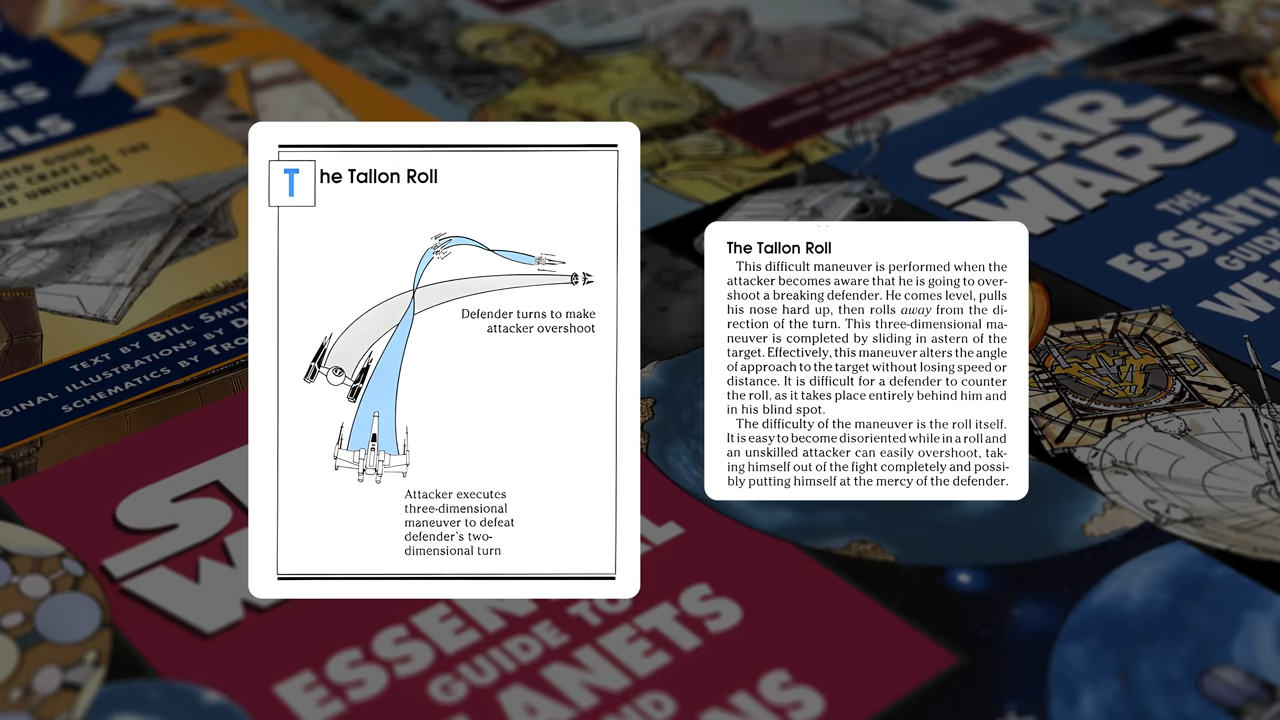 The Tallon Roll
Defender turns to make
attacker overshoot
Attacker executes
three-dimensional
maneuver to defeat
defender's two-
dimensional turn
The Tallon Roll
This difficult maneuver is performed when the
attacker becomes aware that he is going to over-
shoot a breaking defender. He comes level, pulls
his nose hard up, then rolls away from the di-
rection of the turn. This three-dimensional ma-
neuver is completed by sliding in astern of the
target. Effectively, this maneuver alters the angle
of approach to the target without losing speed or
distance. It is difficult for a defender to counter
the roll, as it takes place entirely behind him and
in his blind spot.
The difficulty of the maneuver is the roll itself.
It is easy to become disoriented while in a roll and
an unskilled attacker can easily overshoot, tak-
ing himself out of the fight completely and possi-
bly putting himself at the mercy of the defender.
STAR
WARS
THE
ESSENTIAL
GUIDE
TEXT BY BILL SMITH
ESSEN
GUIDE TO